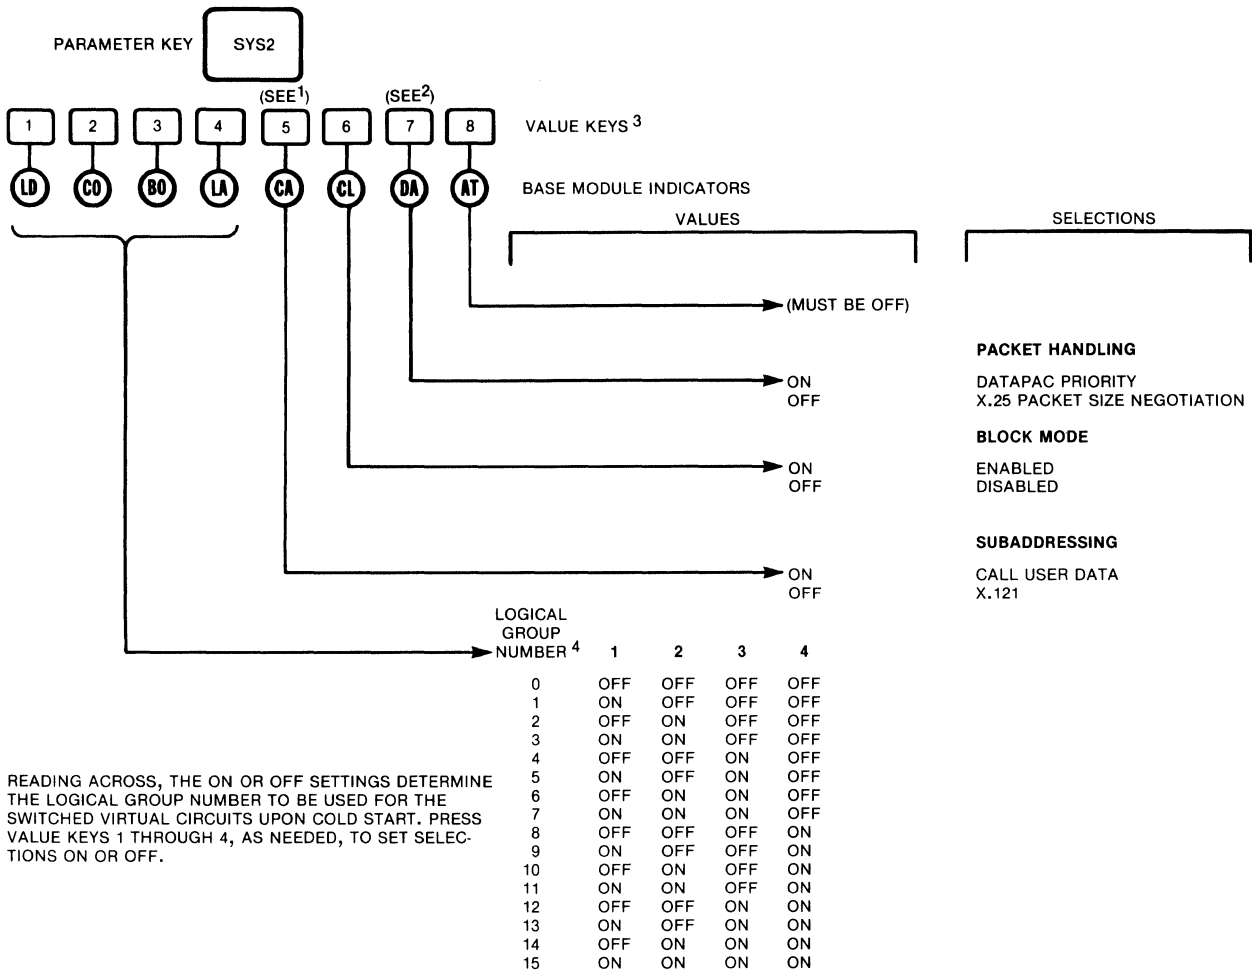 PARAMETER KEY SYS2
(SEE1) (SEE2)
1 2 3 4 5 6 7 8 VALUE KEYS 3
LD CO BO LA CA CL DA AT BASE MODULE INDICATORS
VALUES SELECTIONS
(MUST BE OFF)
PACKET HANDLING
ON DATAPAC PRIORITY
OFF X.25 PACKET SIZE NEGOTIATION
BLOCK MODE
ON ENABLED
OFF DISABLED
SUBADDRESSING
ON CALL USER DATA
OFF X.121
LOGICAL
GROUP
NUMBER 4 1 2 3 4
0 OFF OFF OFF OFF
1 ON OFF OFF OFF
2 OFF ON OFF OFF
3 ON ON OFF OFF
4 OFF OFF ON OFF
5 ON OFF ON OFF
6 OFF ON ON OFF
7 ON ON ON OFF
8 OFF OFF OFF ON
9 ON OFF OFF ON
10 OFF ON OFF ON
11 ON ON OFF ON
12 OFF OFF ON ON
13 ON OFF ON ON
14 OFF ON ON ON
15 ON ON ON ON
READING ACROSS, THE ON OR OFF SETTINGS DETERMINE
THE LOGICAL GROUP NUMBER TO BE USED FOR THE
SWITCHED VIRTUAL CIRCUITS UPON COLD START. PRESS
VALUE KEYS 1 THROUGH 4, AS NEEDED, TO SET SELEC-
TIONS ON OR OFF.